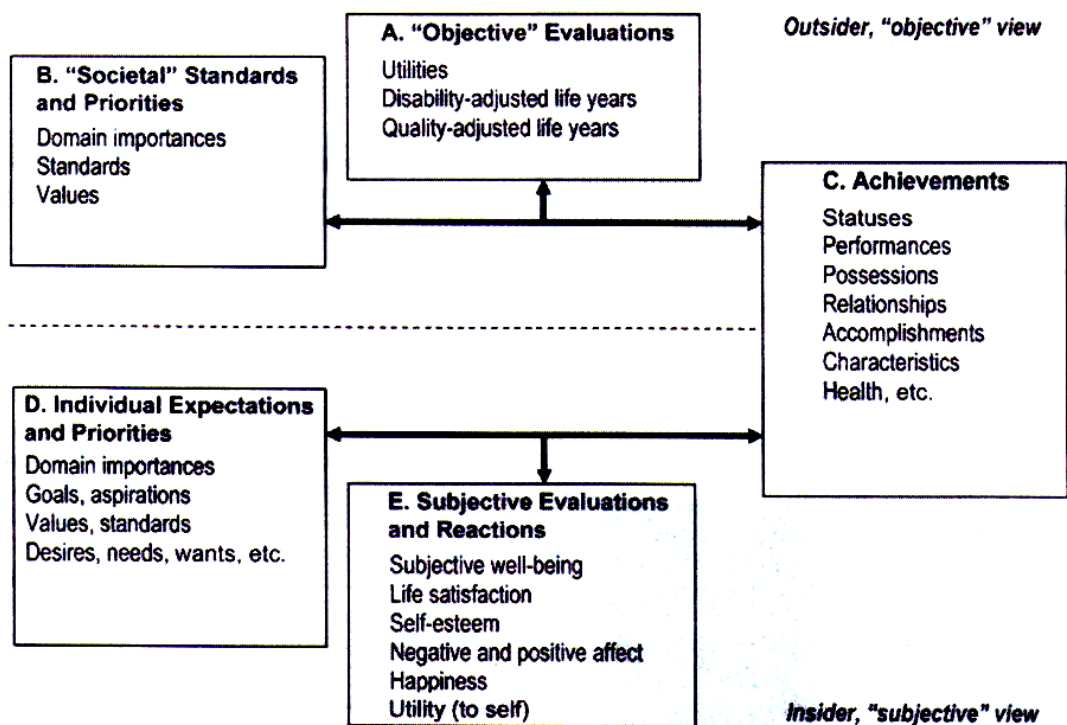 A. “Objective” Evaluations
Utilities
Disability-adjusted life years
Quality-adjusted life years
Outsider, “objective” view
B. “Societal” Standards
and Priorities
Domain importances
Standards
Values
C. Achievements
Statuses
Performances
Possessions
Relationships
Accomplishments
Characteristics
Health, etc.
D. Individual Expectations
and Priorities
Domain importances
Goals, aspirations
Values, standards
Desires, needs, wants, etc.
E. Subjective Evaluations
and Reactions
Subjective well-being
Life satisfaction
Self-esteem
Negative and positive affect
Happiness
Utility (to self)
Insider, “subjective” view